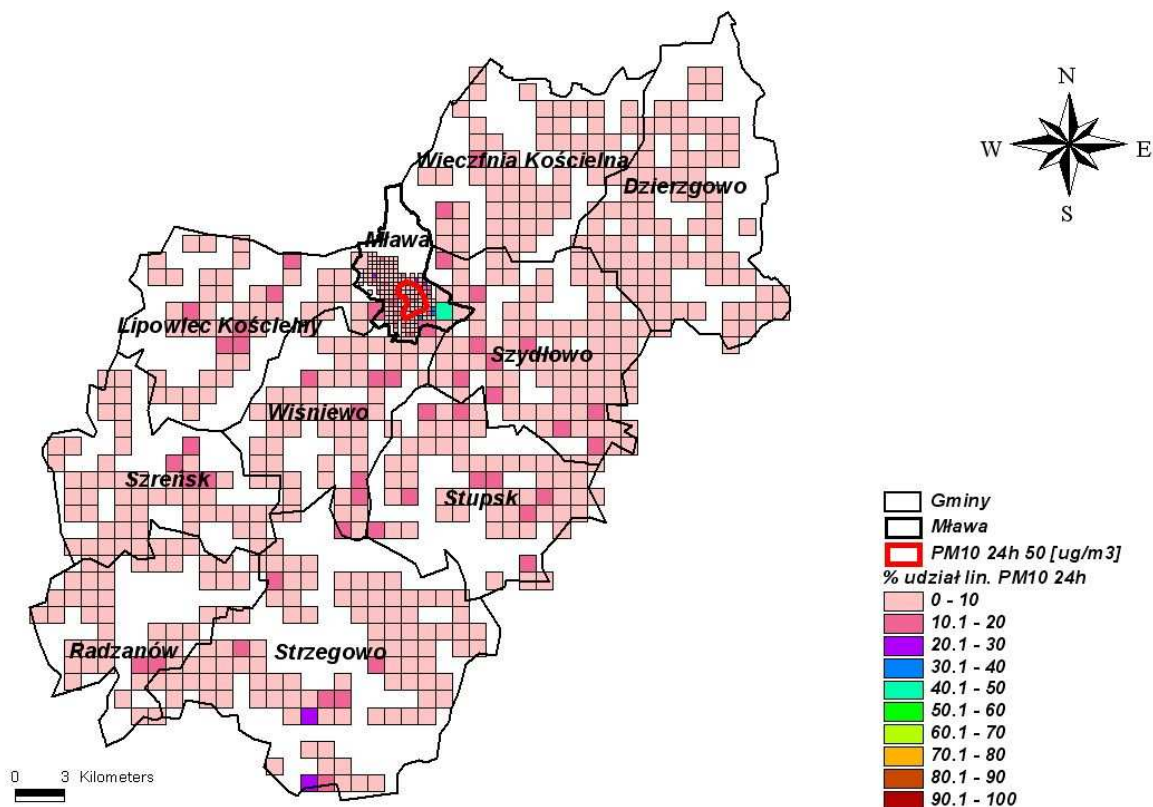 N
W E
S
Wieczfnia Kościelna
Dzierzgowo
Mława
Lipowiec Kościelny
Szydłowo
Wiśniewo
Szreńsk
Stupsk
Radzanów
Strzegowo
Gminy
Mława
PM10 24h 50 [ug/m3]
% udział lin. PM10 24h
0 - 10
10.1 - 20
20.1 - 30
30.1 - 40
40.1 - 50
50.1 - 60
60.1 - 70
70.1 - 80
80.1 - 90
90.1 - 100
0 3 Kilometers